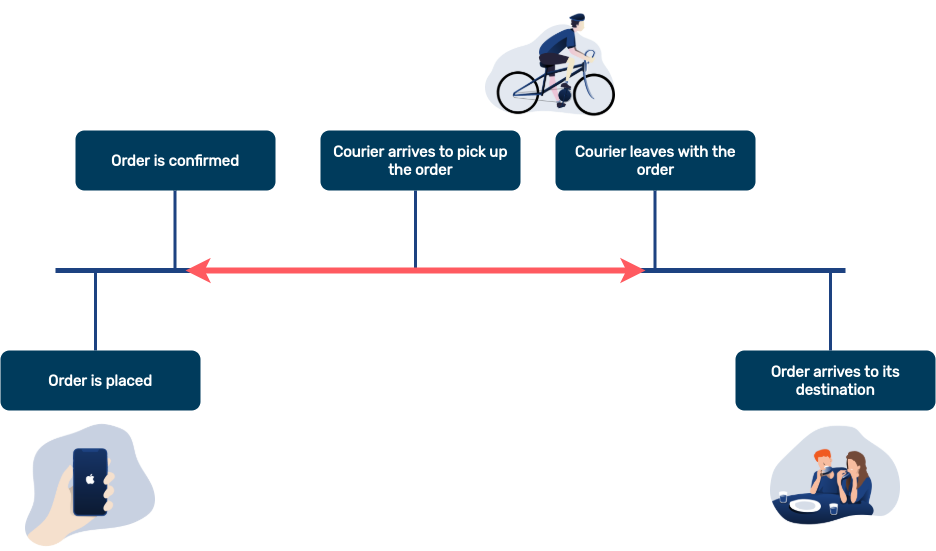 Order is confirmed
Courier arrives to pick up
the order
Courier leaves with the
order
Order is placed
Order arrives to its
destination